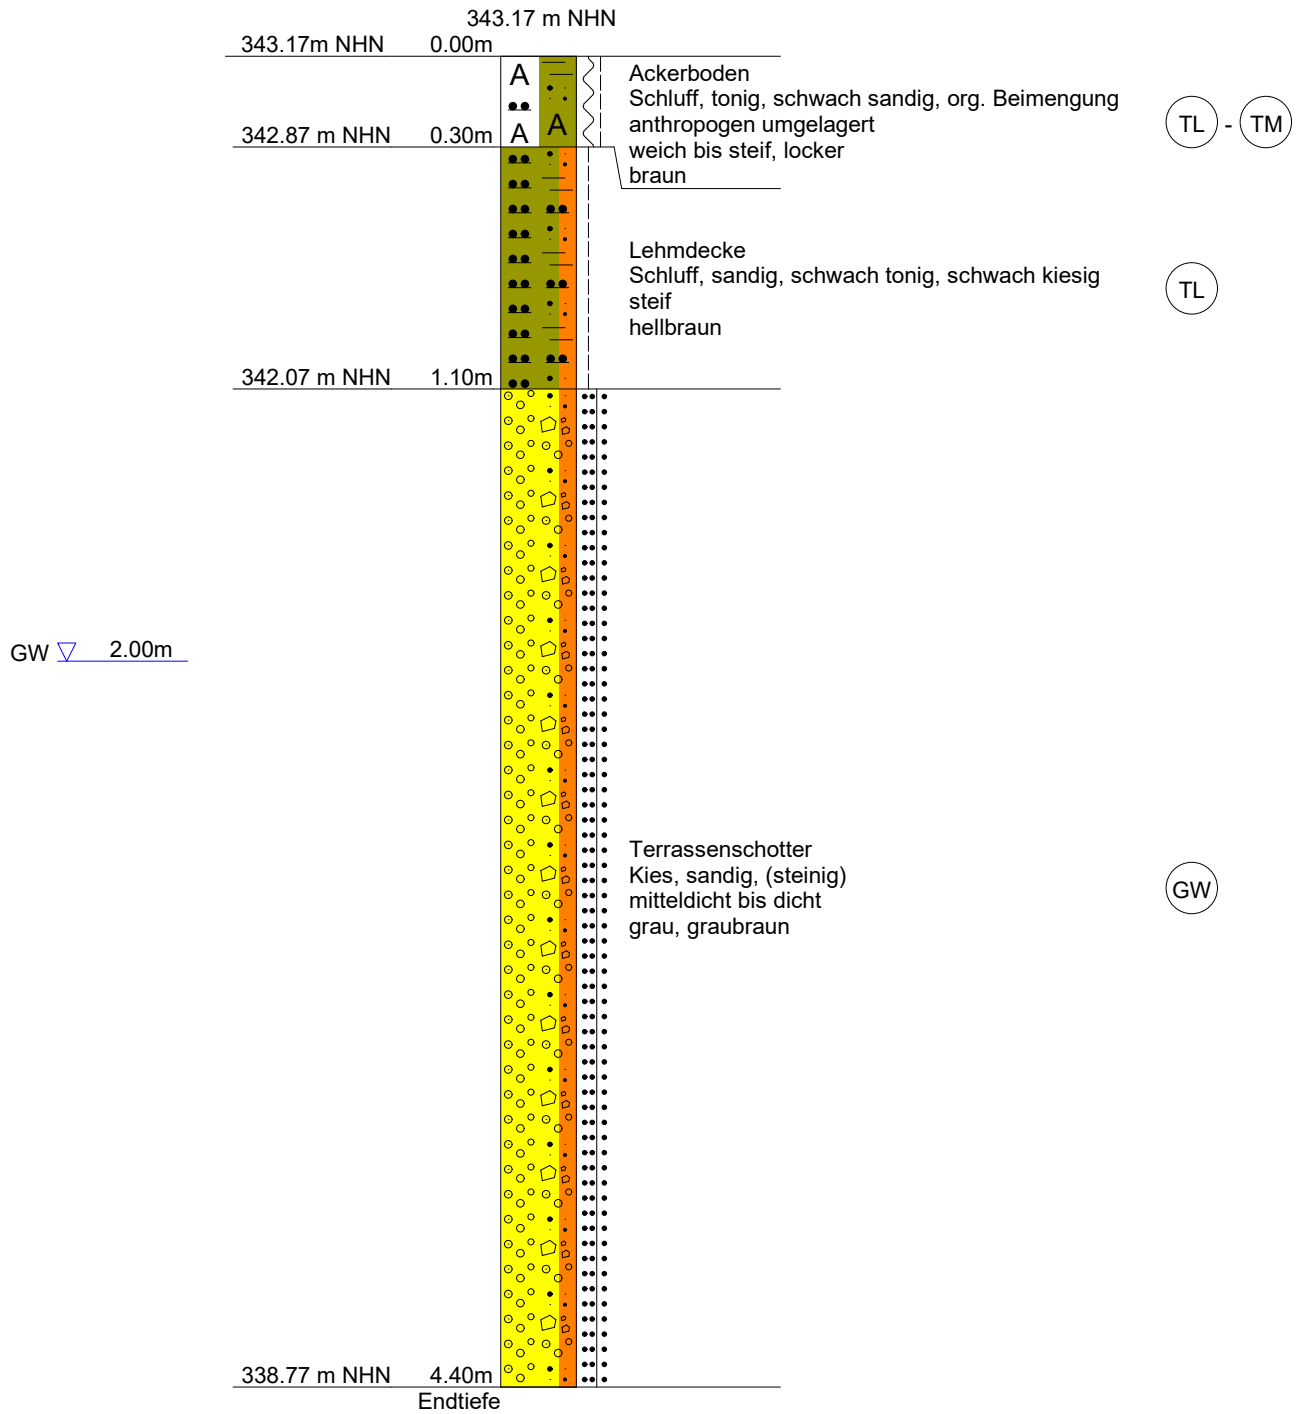 343.17 m NHN
343.17m NHN 0.00m
A
A
A
Ackerboden
Schluff, tonig, schwach sandig, org. Beimengung
anthropogen umgelagert
weich bis steif, locker
braun
TL - TM
342.87 m NHN 0.30m
Lehmdecke
Schluff, sandig, schwach tonig, schwach kiesig
steif
hellbraun
TL
342.07 m NHN 1.10m
GW 2.00m
Terrassenschotter
Kies, sandig, (steinig)
mitteldicht bis dicht
grau, graubraun
GW
338.77 m NHN 4.40m
Endtiefe